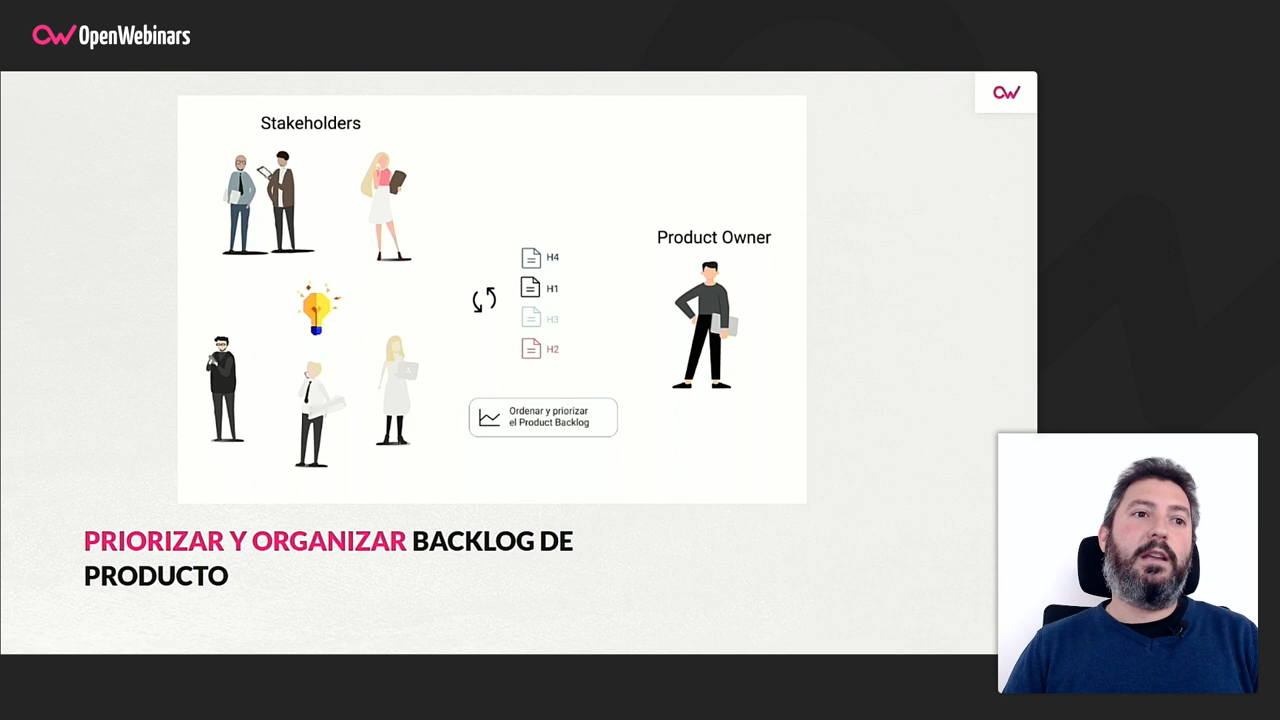 OpenWebinars
Stakeholders
Product Owner
H4
H1
H3
H2
Ordenar y priorizar
el Product Backlog
PRIORIZAR Y ORGANIZAR BACKLOG DE
PRODUCTO